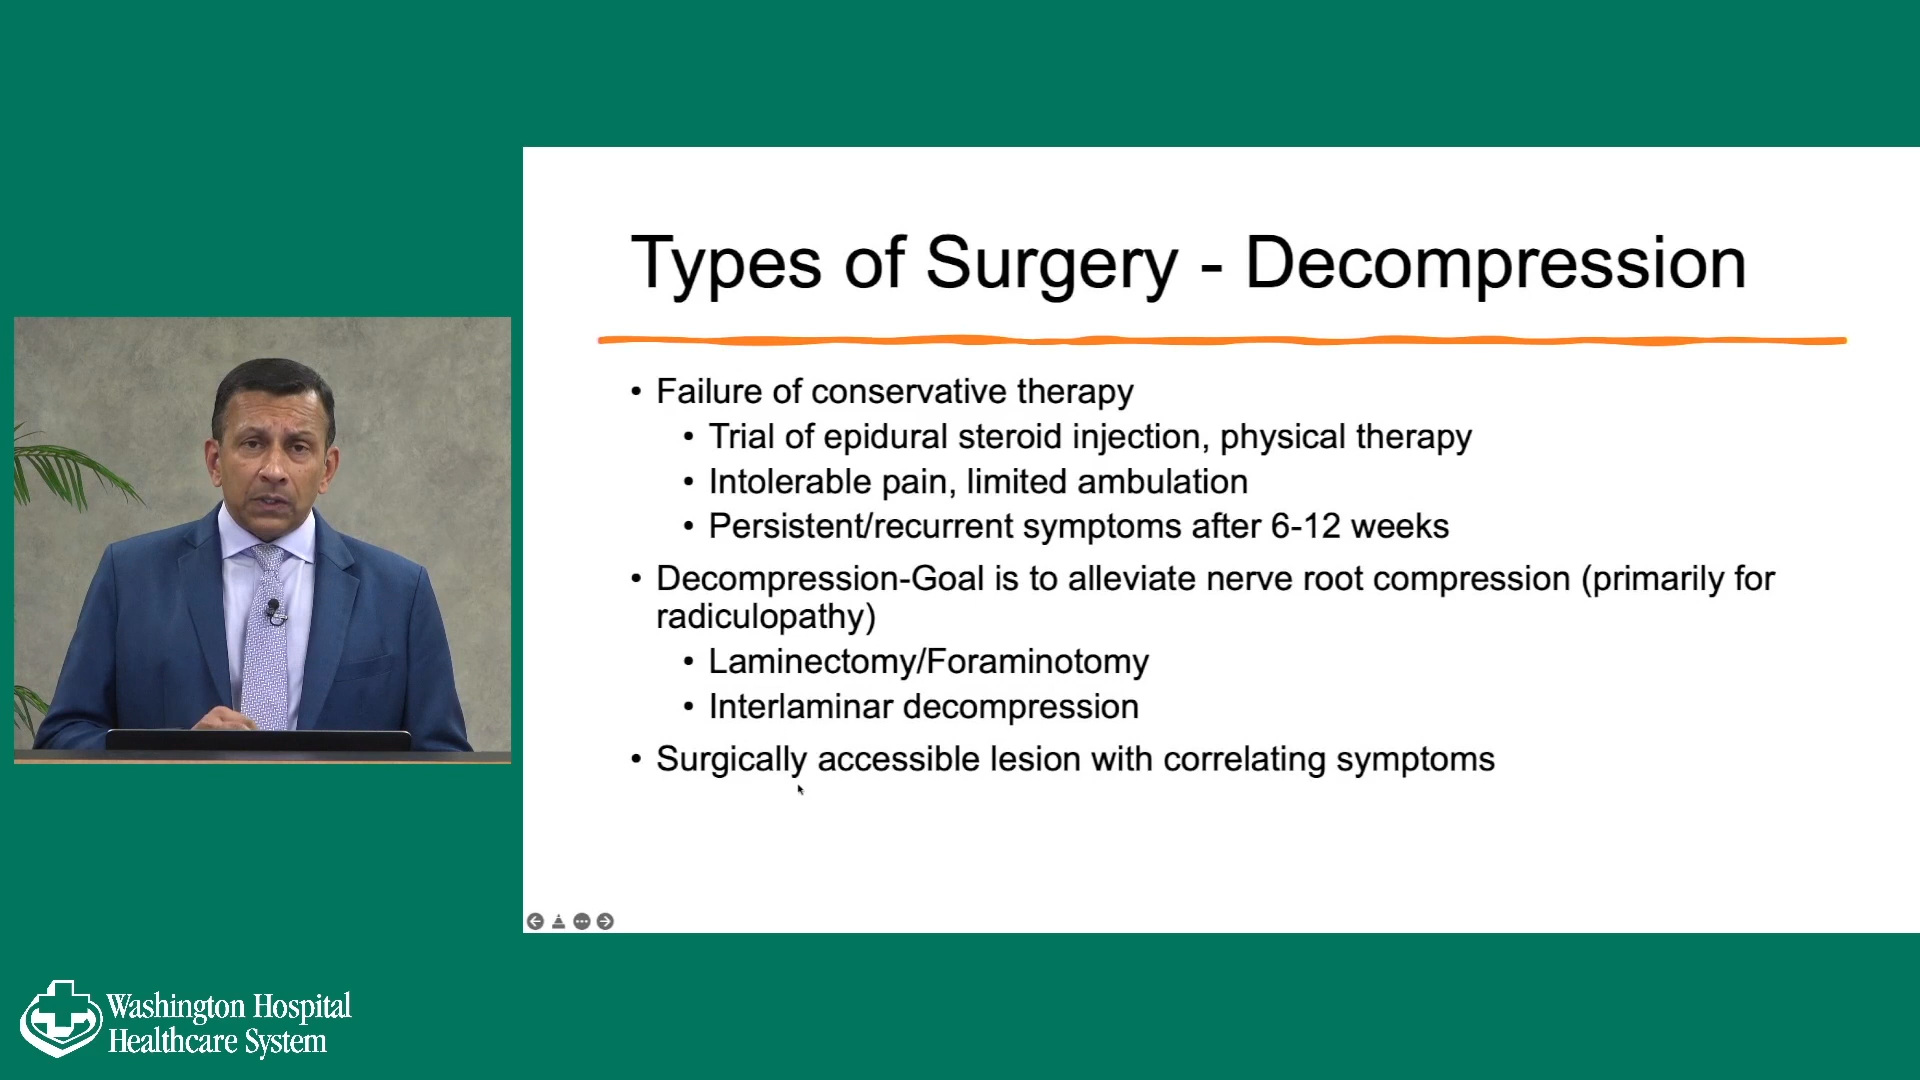 Types of Surgery - Decompression
• Failure of conservative therapy
• Trial of epidural steroid injection, physical therapy
• Intolerable pain, limited ambulation
• Persistent/recurrent symptoms after 6-12 weeks
• Decompression-Goal is to alleviate nerve root compression (primarily for
radiculopathy)
• Laminectomy/Foraminotomy
• Interlaminar decompression
• Surgically accessible lesion with correlating symptoms
Washington Hospital
Healthcare System